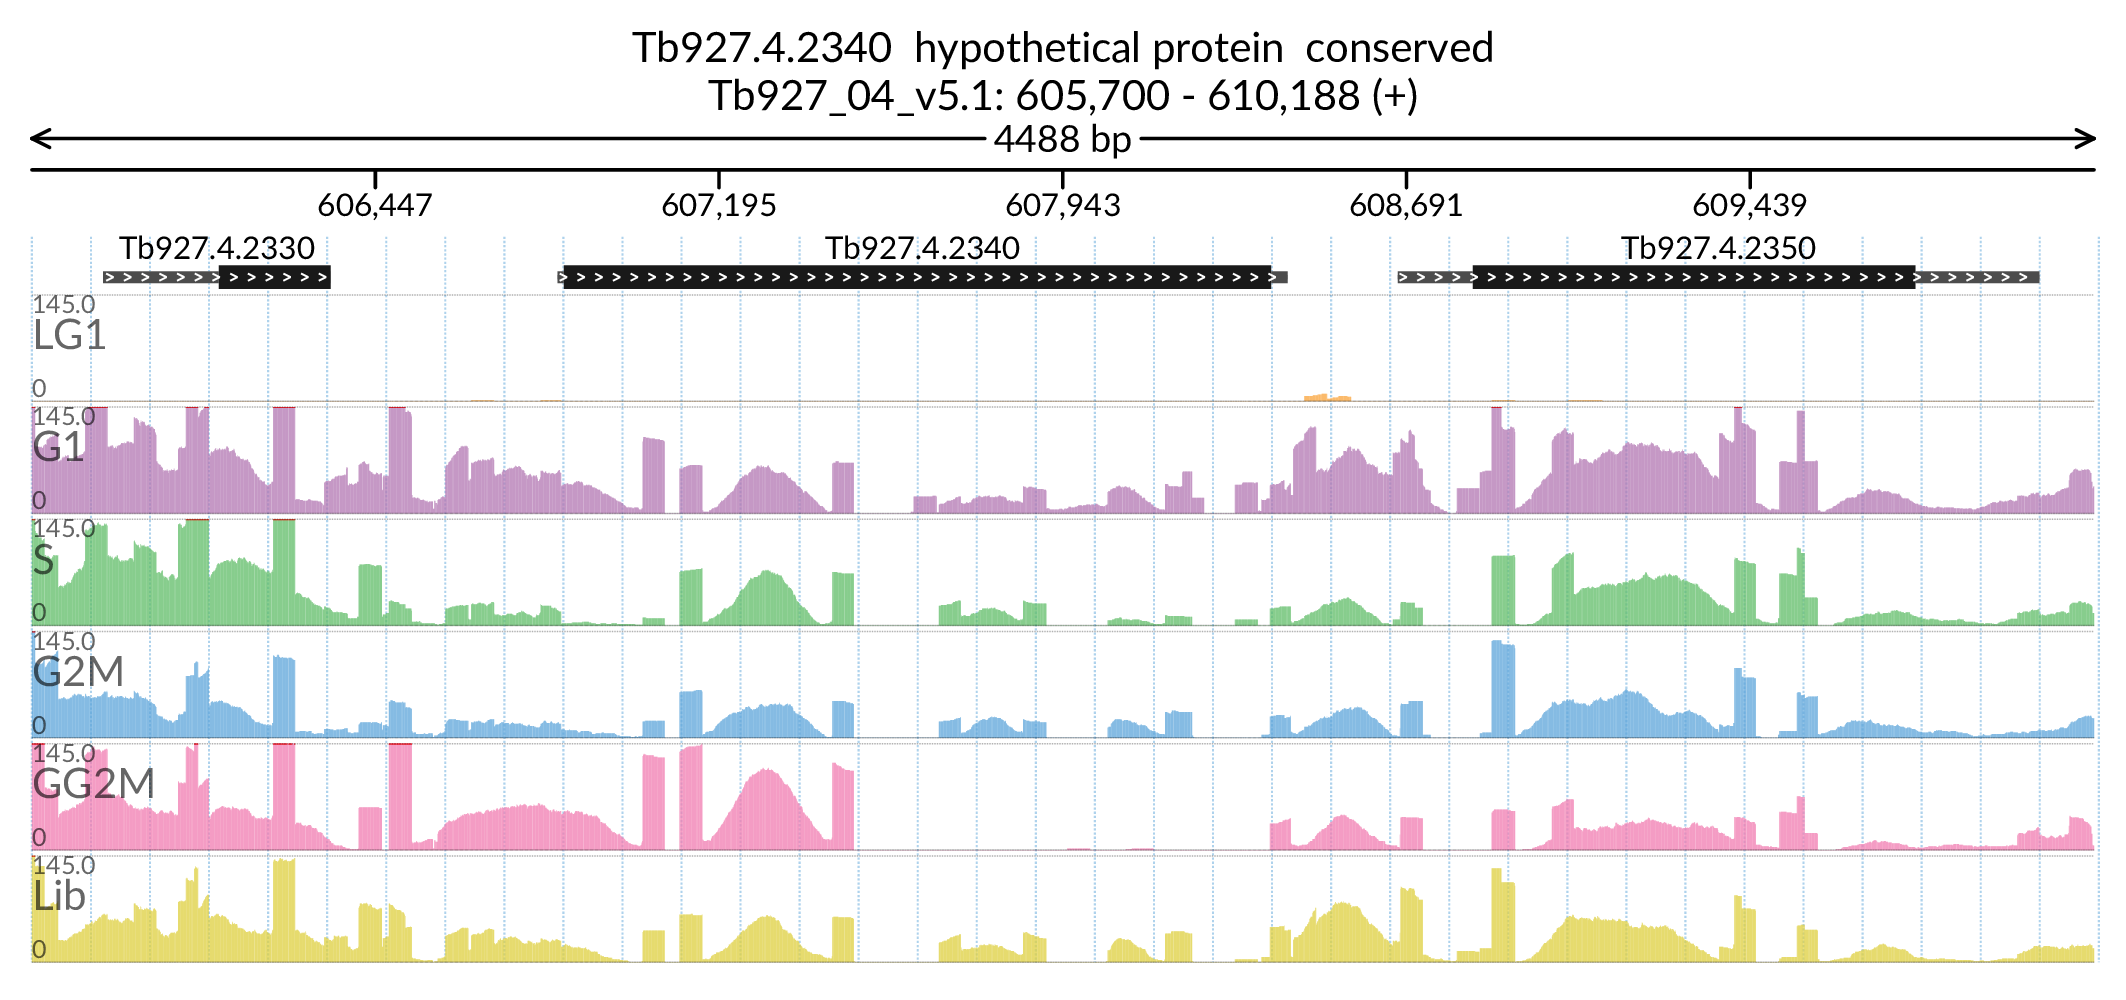 Tb927.4.2340 hypothetical protein conserved
Tb927_04_v5.1: 605,700 - 610,188 (+)
4488 bp
606,447 607,195 607,943 608,691 609,439
Tb927.4.2330 Tb927.4.2340 Tb927.4.2350
145.0
LG1
0
145.0
G1
0
145.0
S
0
145.0
G2M
0
145.0
GG2M
0
145.0
Lib
0